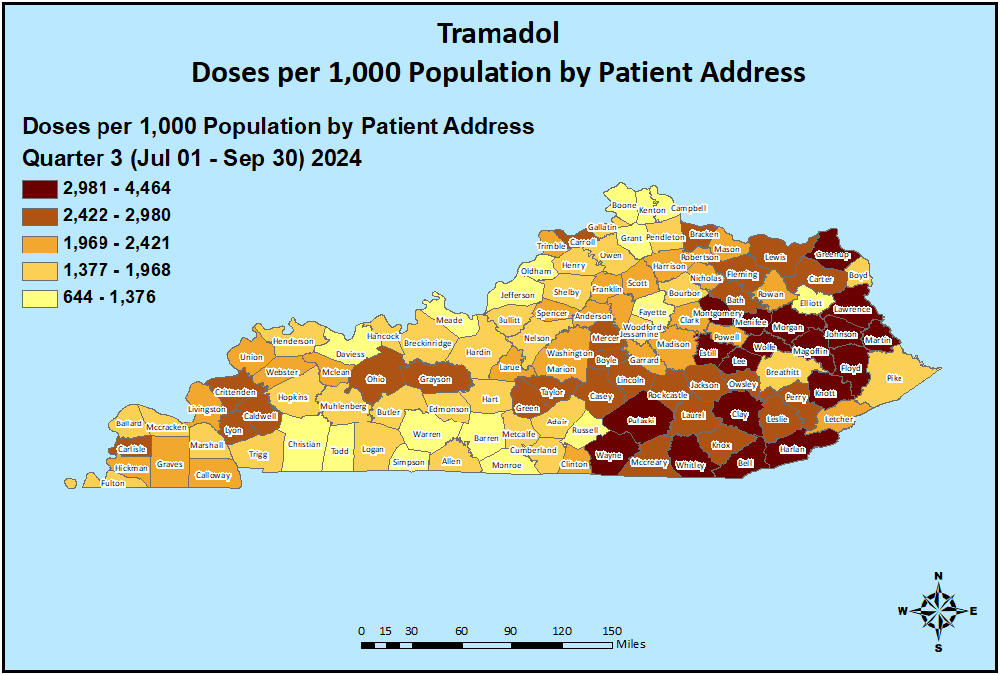 Tramadol
Doses per 1,000 Population by Patient Address
Doses per 1,000 Population by Patient Address
Quarter 3 (Jul 01 - Sep 30) 2024
2,981 - 4,464
2,422 - 2,980
1,969 - 2,421
1,377 - 1,968
644 - 1,376
Boone
Kenton
Campbell
Gallatin
Trimble
Carroll
Grant
Pendleton
Bracken
Mason
Owen
Robertson
Lewis
Greenup
Oldham
Henry
Harrison
Fleming
Carter
Boyd
Jefferson
Shelby
Franklin
Scott
Nicholas
Bourbon
Bath
Rowan
Elliott
Lawrence
Meade
Bullitt
Spencer
Anderson
Fayette
Woodford
Jessamine
Clark
Montgomery
Menifee
Morgan
Johnson
Martin
Henderson
Hancock
Daviess
Breckinridge
Hardin
Nelson
Washington
Mercer
Madison
Powell
Estill
Wolfe
Magoffin
Union
Webster
Mclean
Ohio
Grayson
Larue
Marion
Boyle
Garrard
Lee
Breathitt
Floyd
Pike
Crittenden
Hopkins
Muhlenberg
Butler
Edmonson
Hart
Green
Taylor
Casey
Lincoln
Rockcastle
Jackson
Owsley
Perry
Knott
Livingston
Caldwell
Lyon
Adair
Pulaski
Laurel
Clay
Leslie
Letcher
Ballard
Mccracken
Carlisle
Marshall
Trigg
Christian
Todd
Logan
Warren
Barren
Metcalfe
Russell
Cumberland
Wayne
Knox
Harlan
Hickman
Graves
Calloway
Simpson
Allen
Monroe
Clinton
Mccreary
Whitley
Bell
Fulton
N
W
E
S
0 15 30 60 90 120 150
Miles